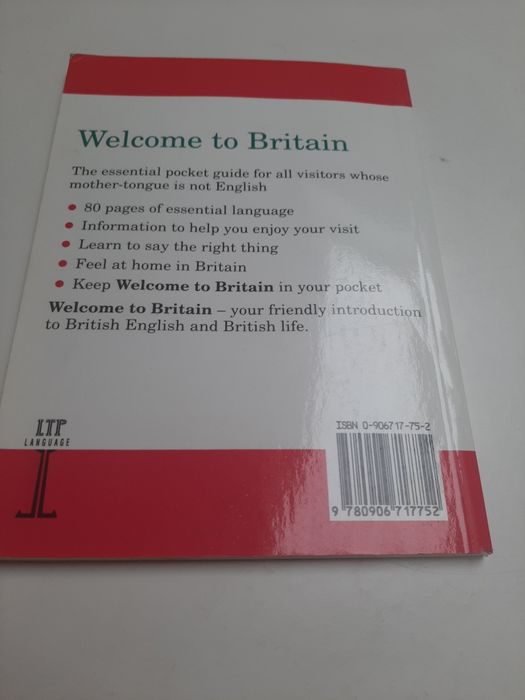 Welcome to Britain
The essential pocket guide for all visitors whose
mother-tongue is not English
• 80 pages of essential language
• Information to help you enjoy your visit
• Learn to say the right thing
• Feel at home in Britain
• Keep Welcome to Britain in your pocket
Welcome to Britain – your friendly introduction
to British English and British life.
LTP
LANGUAGE
ISBN 0-906717-75-2
9 780906 717752